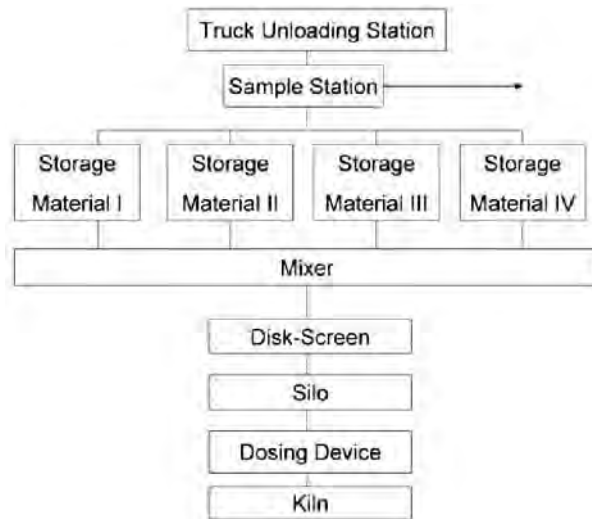 Truck Unloading Station
Sample Station
Storage
Material I
Storage
Material II
Storage
Material III
Storage
Material IV
Mixer
Disk-Screen
Silo
Dosing Device
Kiln